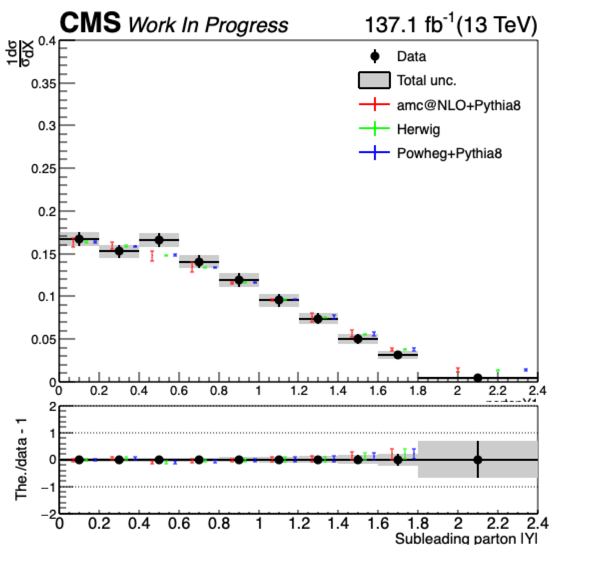 CMS Work In Progress 137.1 fb⁻¹(13 TeV)
1dσ
σdX
0.4
Data
Total unc.
0.35
amc@NLO+Pythia8
0.3
Herwig
Powheg+Pythia8
0.25
0.2
0.15
0.1
0.05
0
0 0.2 0.4 0.6 0.8 1 1.2 1.4 1.6 1.8 2 2.2 2.4
The./data - 1
2
1
0
−1
−2
0 0.2 0.4 0.6 0.8 1 1.2 1.4 1.6 1.8 2 2.2 2.4
Subleading parton |Y|